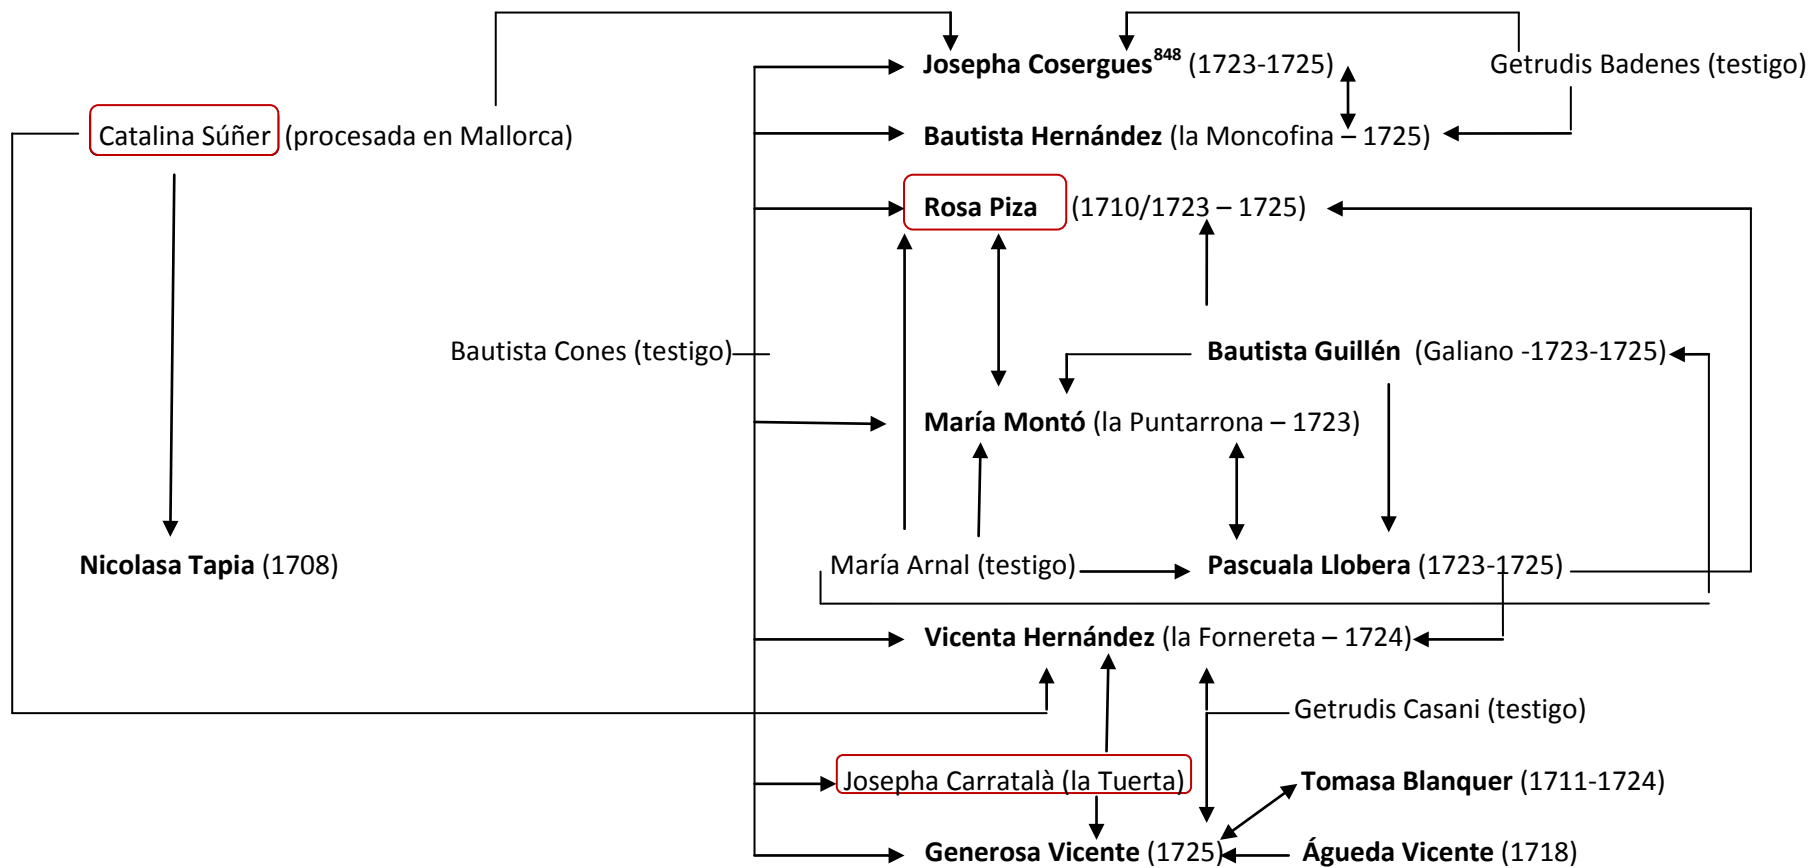 Josepha Cosergues848 (1723-1725)
Getrudis Badenes (testigo)
Catalina Súñer (procesada en Mallorca)
Bautista Hernández (la Moncofina – 1725)
Rosa Piza (1710/1723 – 1725)
Bautista Cones (testigo)
Bautista Guillén (Galiano -1723-1725)
María Montó (la Puntarrona – 1723)
Nicolasa Tapia (1708)
María Arnal (testigo)
Pascuala Llobera (1723-1725)
Vicenta Hernández (la Fornereta – 1724)
Getrudis Casani (testigo)
Josepha Carratalà (la Tuerta)
Tomasa Blanquer (1711-1724)
Generosa Vicente (1725)
Águeda Vicente (1718)